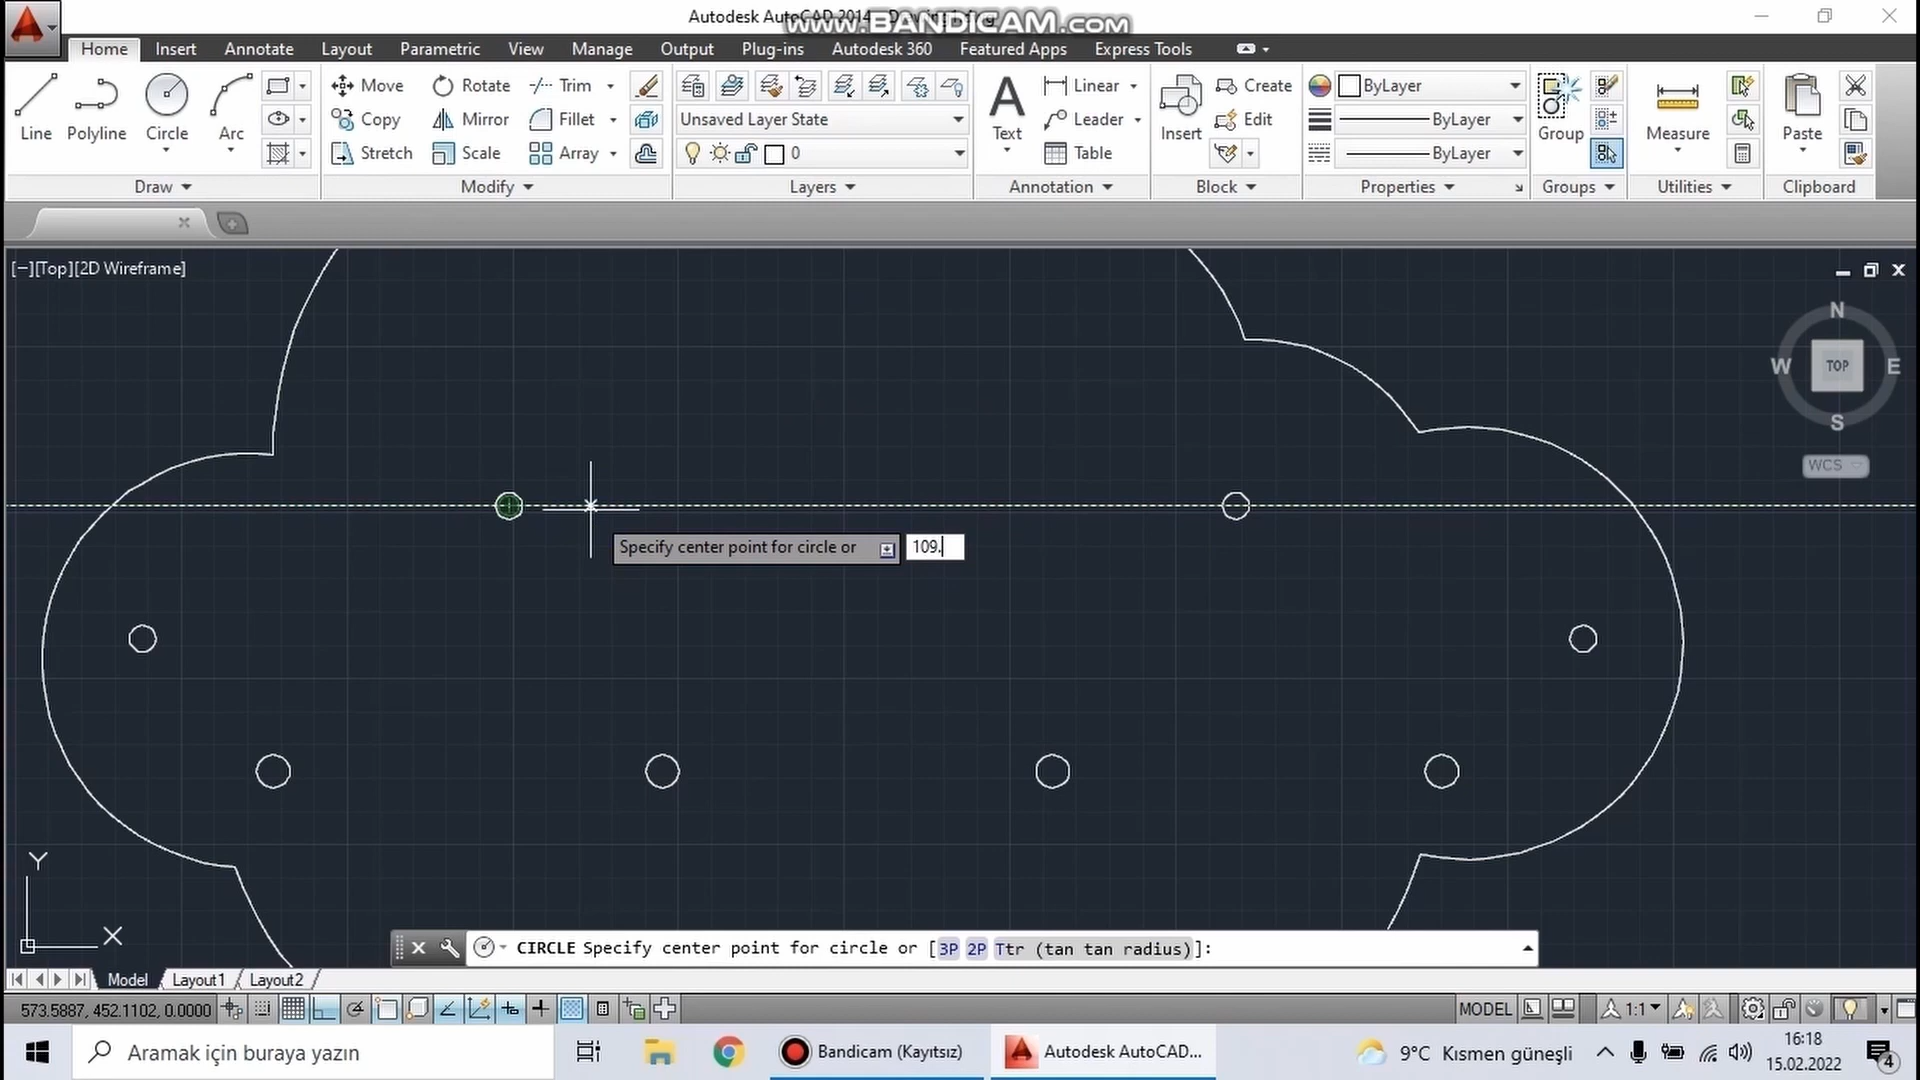 Autodesk AutoCAD 2014
www.BANDICAM.com
Home Insert Annotate Layout Parametric View Manage Output Plug-ins Autodesk 360 Featured Apps Express Tools
Line Polyline Circle Arc
Move Rotate Trim
Copy Mirror Fillet
Stretch Scale Array
Unsaved Layer State
0
Text
Linear
Leader
Table
Insert
Create
Edit
ByLayer
ByLayer
ByLayer
Group
Measure
Paste
Draw Modify Layers Annotation Block Properties Groups Utilities Clipboard
[−][Top][2D Wireframe]
N
W TOP E
S
WCS
Specify center point for circle or 109.
Y
X
CIRCLE Specify center point for circle or [3P 2P Ttr (tan tan radius)]:
Model Layout1 Layout2
573.5887, 452.1102, 0.0000 MODEL 1:1
Aramak için buraya yazın Bandicam (Kayıtsız) Autodesk AutoCAD... 9°C Kısmen güneşli 16:18
15.02.2022
4